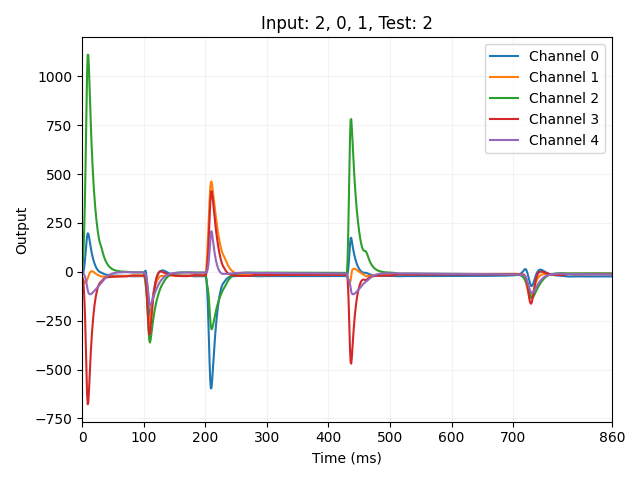 Input: 2, 0, 1, Test: 2
Channel 0
Channel 1
Channel 2
Channel 3
Channel 4
1000
750
500
250
0
−250
−500
−750
Output
0 100 200 300 400 500 600 700 860
Time (ms)